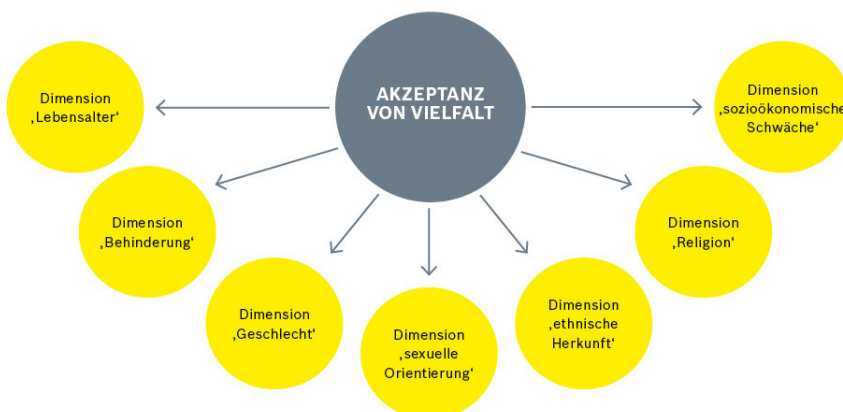 AKZEPTANZ
VON VIELFALT
Dimension
‚Lebensalter‘
Dimension
‚Behinderung‘
Dimension
‚Geschlecht‘
Dimension
‚sexuelle
Orientierung‘
Dimension
‚ethnische
Herkunft‘
Dimension
‚Religion‘
Dimension
‚sozioökonomische
Schwäche‘